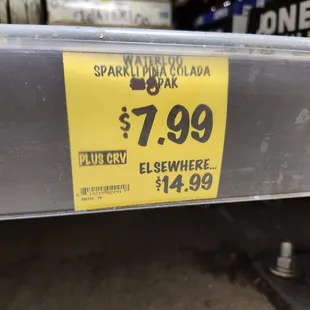 WATERLOO
SPARKLI PINA COLADA
PAK
$7.99
PLUS CRV
ELSEWHERE...
$14.99